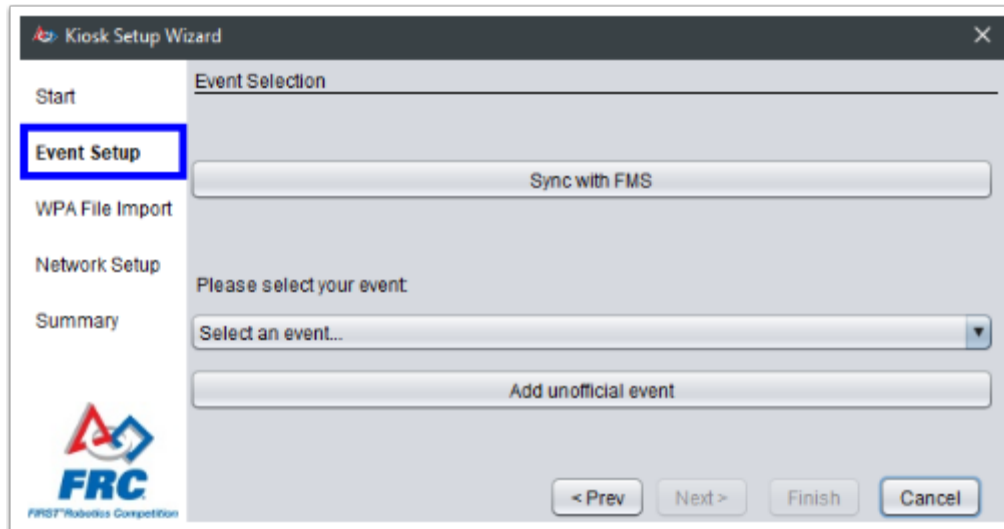 Kiosk Setup Wizard
Start
Event Setup
WPA File Import
Network Setup
Summary
FRC
FIRST Robotics Competition
Event Selection
Sync with FMS
Please select your event:
Select an event...
Add unofficial event
< Prev
Next >
Finish
Cancel